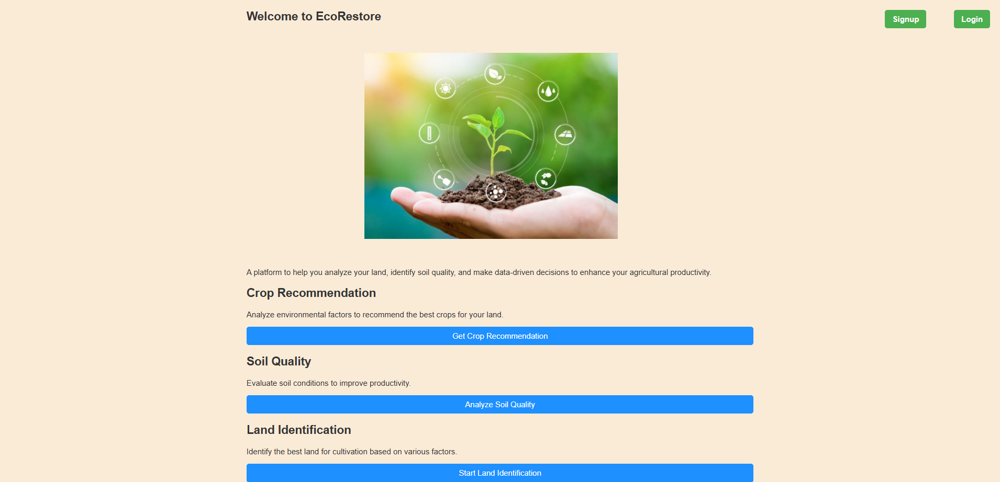 Welcome to EcoRestore
Signup
Login
A platform to help you analyze your land, identify soil quality, and make data-driven decisions to enhance your agricultural productivity.
Crop Recommendation
Analyze environmental factors to recommend the best crops for your land.
Get Crop Recommendation
Soil Quality
Evaluate soil conditions to improve productivity.
Analyze Soil Quality
Land Identification
Identify the best land for cultivation based on various factors.
Start Land Identification